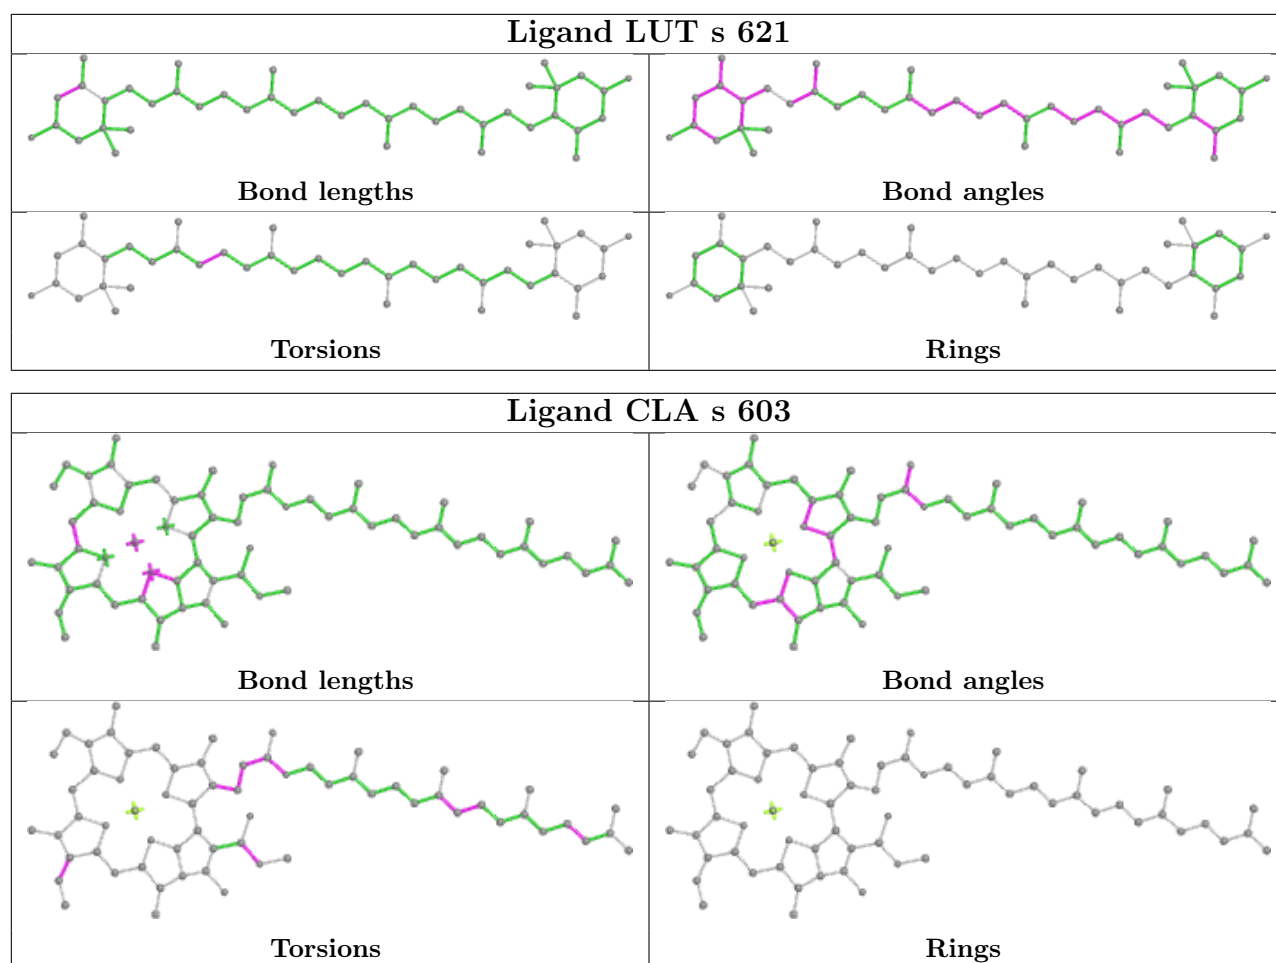 Ligand LUT s 621
Bond lengths
Bond angles
Torsions
Rings
Ligand CLA s 603
Bond lengths
Bond angles
Torsions
Rings